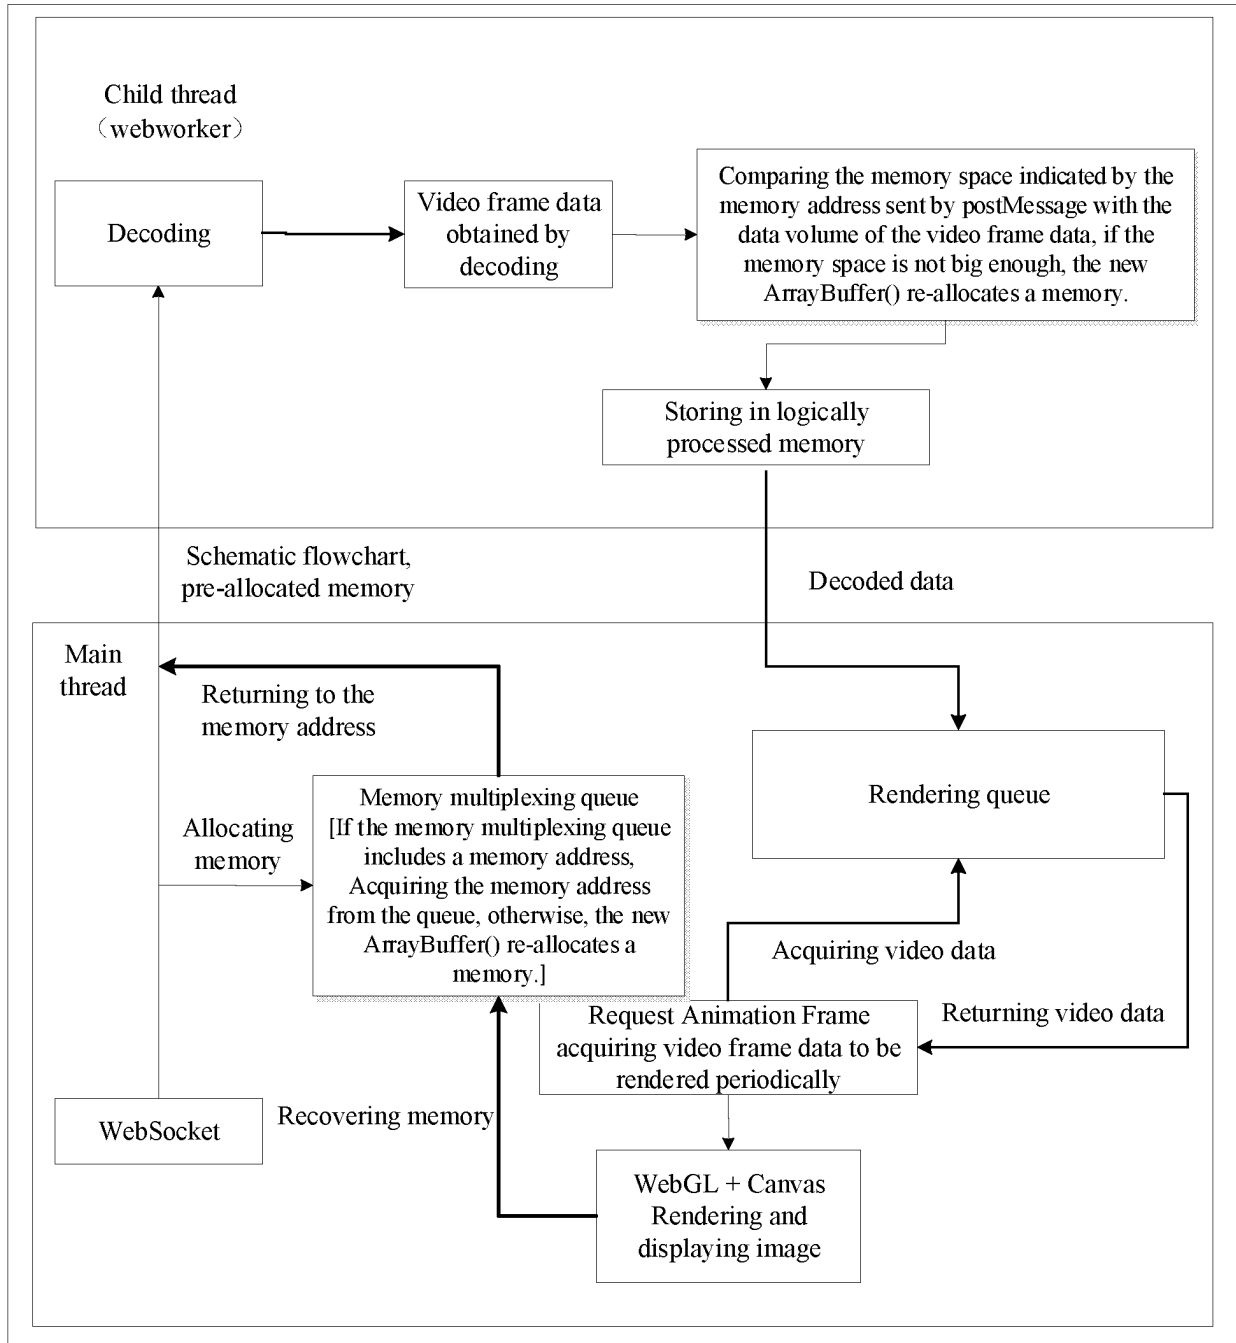 Child thread
（webworker）
Decoding
Video frame data
obtained by
decoding
Comparing the memory space indicated by the
memory address sent by postMessage with the
data volume of the video frame data, if the
memory space is not big enough, the new
ArrayBuffer() re-allocates a memory.
Storing in logically
processed memory
Schematic flowchart,
pre-allocated memory
Decoded data
Main
thread
Returning to the
memory address
Rendering queue
Memory multiplexing queue
[If the memory multiplexing queue
includes a memory address,
Acquiring the memory address
from the queue, otherwise, the new
ArrayBuffer() re-allocates a
memory.]
Allocating
memory
Acquiring video data
Returning video data
Request Animation Frame
acquiring video frame data to be
rendered periodically
Recovering memory
WebSocket
WebGL + Canvas
Rendering and
displaying image